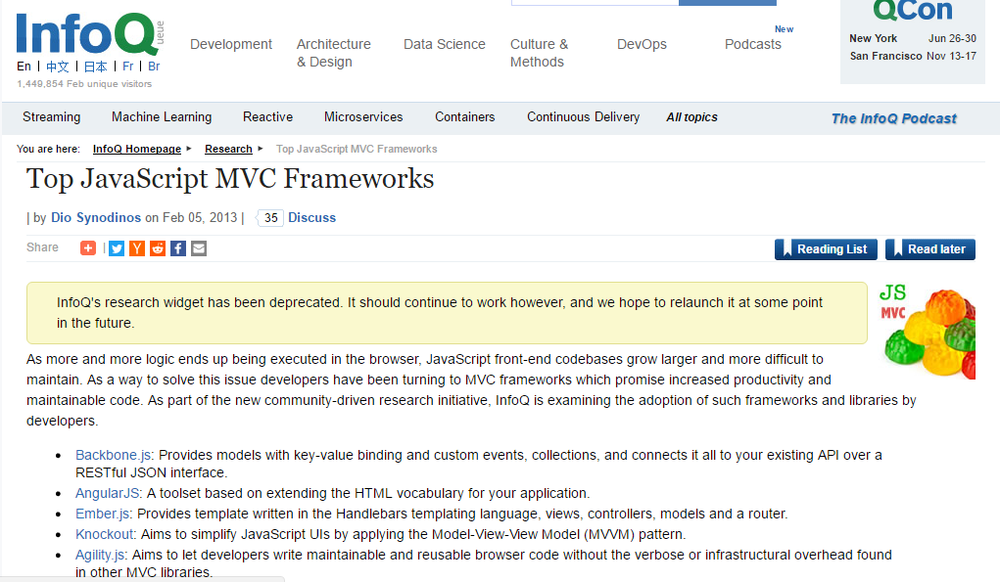 InfoQ ueue
En | 中文 | 日本 | Fr | Br
1,449,854 Feb unique visitors
Development
Architecture
& Design
Data Science
Culture &
Methods
DevOps
New
Podcasts
QCon
New York Jun 26-30
San Francisco Nov 13-17
Streaming Machine Learning Reactive Microservices Containers Continuous Delivery All topics The InfoQ Podcast
You are here: InfoQ Homepage ▸ Research ▸ Top JavaScript MVC Frameworks
Top JavaScript MVC Frameworks
| by Dio Synodinos on Feb 05, 2013 | 35 Discuss
Share + | Y f Reading List Read later
InfoQ's research widget has been deprecated. It should continue to work however, and we hope to relaunch it at some point
in the future.
JS
MVC
As more and more logic ends up being executed in the browser, JavaScript front-end codebases grow larger and more difficult to
maintain. As a way to solve this issue developers have been turning to MVC frameworks which promise increased productivity and
maintainable code. As part of the new community-driven research initiative, InfoQ is examining the adoption of such frameworks and libraries by
developers.
• Backbone.js: Provides models with key-value binding and custom events, collections, and connects it all to your existing API over a
RESTful JSON interface.
• AngularJS: A toolset based on extending the HTML vocabulary for your application.
• Ember.js: Provides template written in the Handlebars templating language, views, controllers, models and a router.
• Knockout: Aims to simplify JavaScript UIs by applying the Model-View-View Model (MVVM) pattern.
• Agility.js: Aims to let developers write maintainable and reusable browser code without the verbose or infrastructural overhead found
in other MVC libraries.